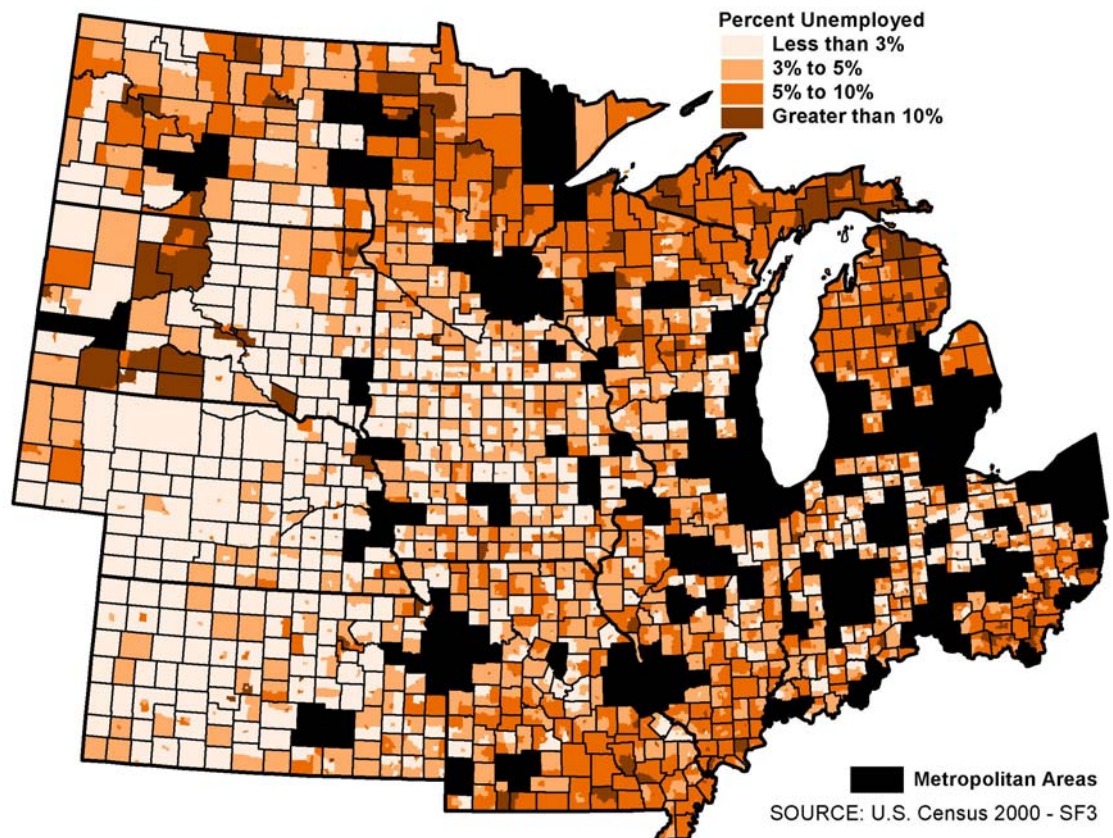 Percent Unemployed
Less than 3%
3% to 5%
5% to 10%
Greater than 10%
Metropolitan Areas
SOURCE: U.S. Census 2000 - SF3